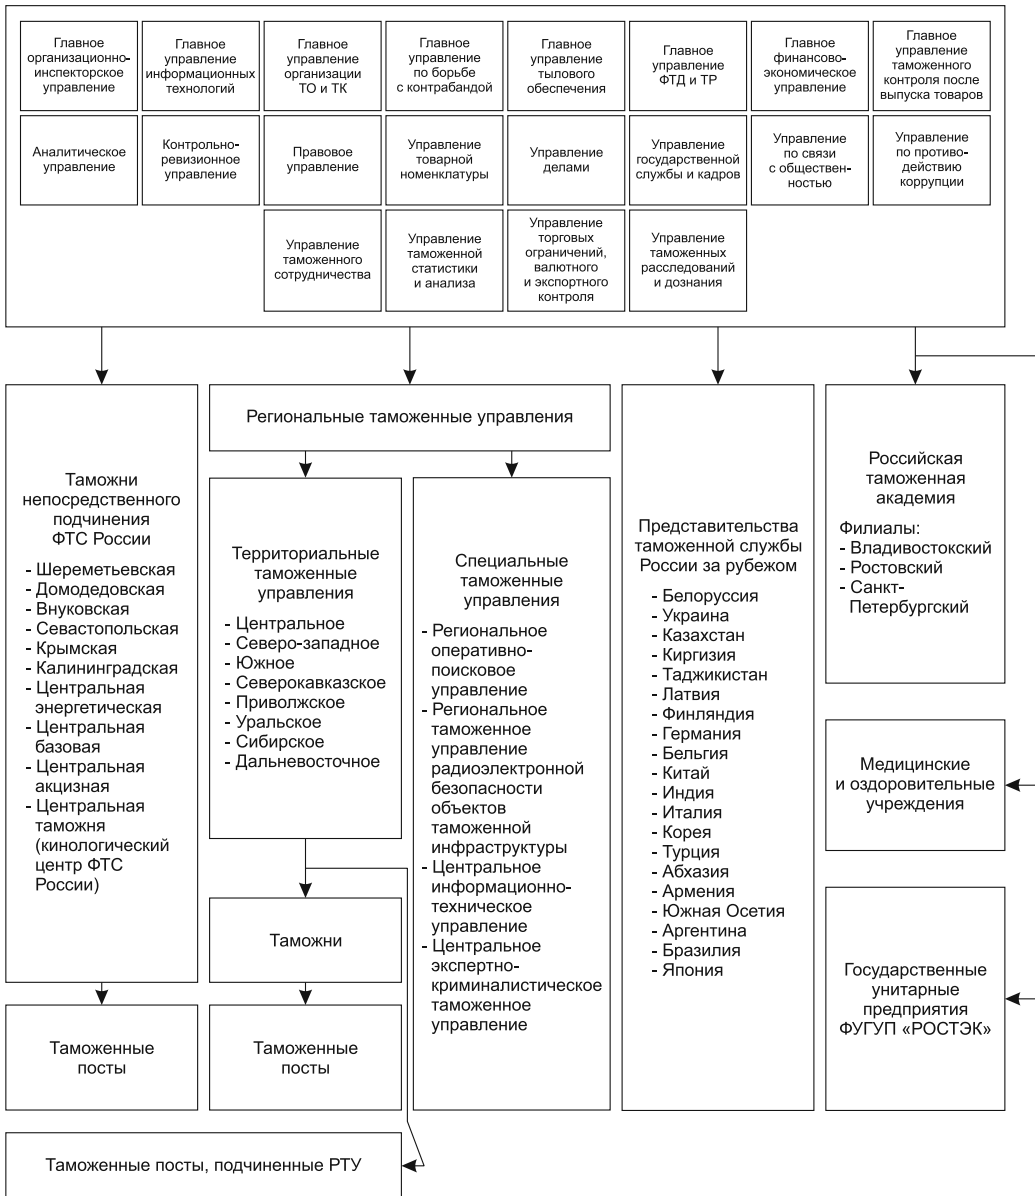 Главное
организационно-
инспекторское
управление
Главное
управление
информационных
технологий
Главное
управление
организации
ТО и ТК
Главное
управление
по борьбе
с контрабандой
Главное
управление
тылового
обеспечения
Главное
управление
ФТД и ТР
Главное
финансово-
экономическое
управление
Главное
управление
таможенного
контроля после
выпуска товаров
Аналитическое
управление
Контрольно-
ревизионное
управление
Правовое
управление
Управление
товарной
номенклатуры
Управление
делами
Управление
государственной
службы и кадров
Управление
по связи
с обществен-
ностью
Управление
по противо-
действию
коррупции
Управление
таможенного
сотрудничества
Управление
таможенной
статистики
и анализа
Управление
торговых
ограничений,
валютного
и экспортного
контроля
Управление
таможенных
расследований
и дознания
Таможни
непосредственного
подчинения
ФТС России
- Шереметьевская
- Домодедовская
- Внуковская
- Севастопольская
- Крымская
- Калининградская
- Центральная
энергетическая
- Центральная
базовая
- Центральная
акцизная
- Центральная
таможня
(кинологический
центр ФТС
России)
Таможенные
посты
Региональные таможенные управления
Территориальные
таможенные
управления
- Центральное
- Северо-западное
- Южное
- Северокавказское
- Приволжское
- Уральское
- Сибирское
- Дальневосточное
Таможни
Таможенные
посты
Таможенные посты, подчиненные РТУ
Специальные
таможенные
управления
- Региональное
оперативно-
поисковое
управление
- Региональное
таможенное
управление
радиоэлектронной
безопасности
объектов
таможенной
инфраструктуры
- Центральное
информационно-
техническое
управление
- Центральное
экспертно-
криминалистическое
таможенное
управление
Представительства
таможенной службы
России за рубежом
- Белоруссия
- Украина
- Казахстан
- Киргизия
- Таджикистан
- Латвия
- Финляндия
- Германия
- Бельгия
- Китай
- Индия
- Италия
- Корея
- Турция
- Абхазия
- Армения
- Южная Осетия
- Аргентина
- Бразилия
- Япония
Российская
таможенная
академия
Филиалы:
- Владивостокский
- Ростовский
- Санкт-
Петербургский
Медицинские
и оздоровительные
учреждения
Государственные
унитарные
предприятия
ФУГУП «РОСТЭК»